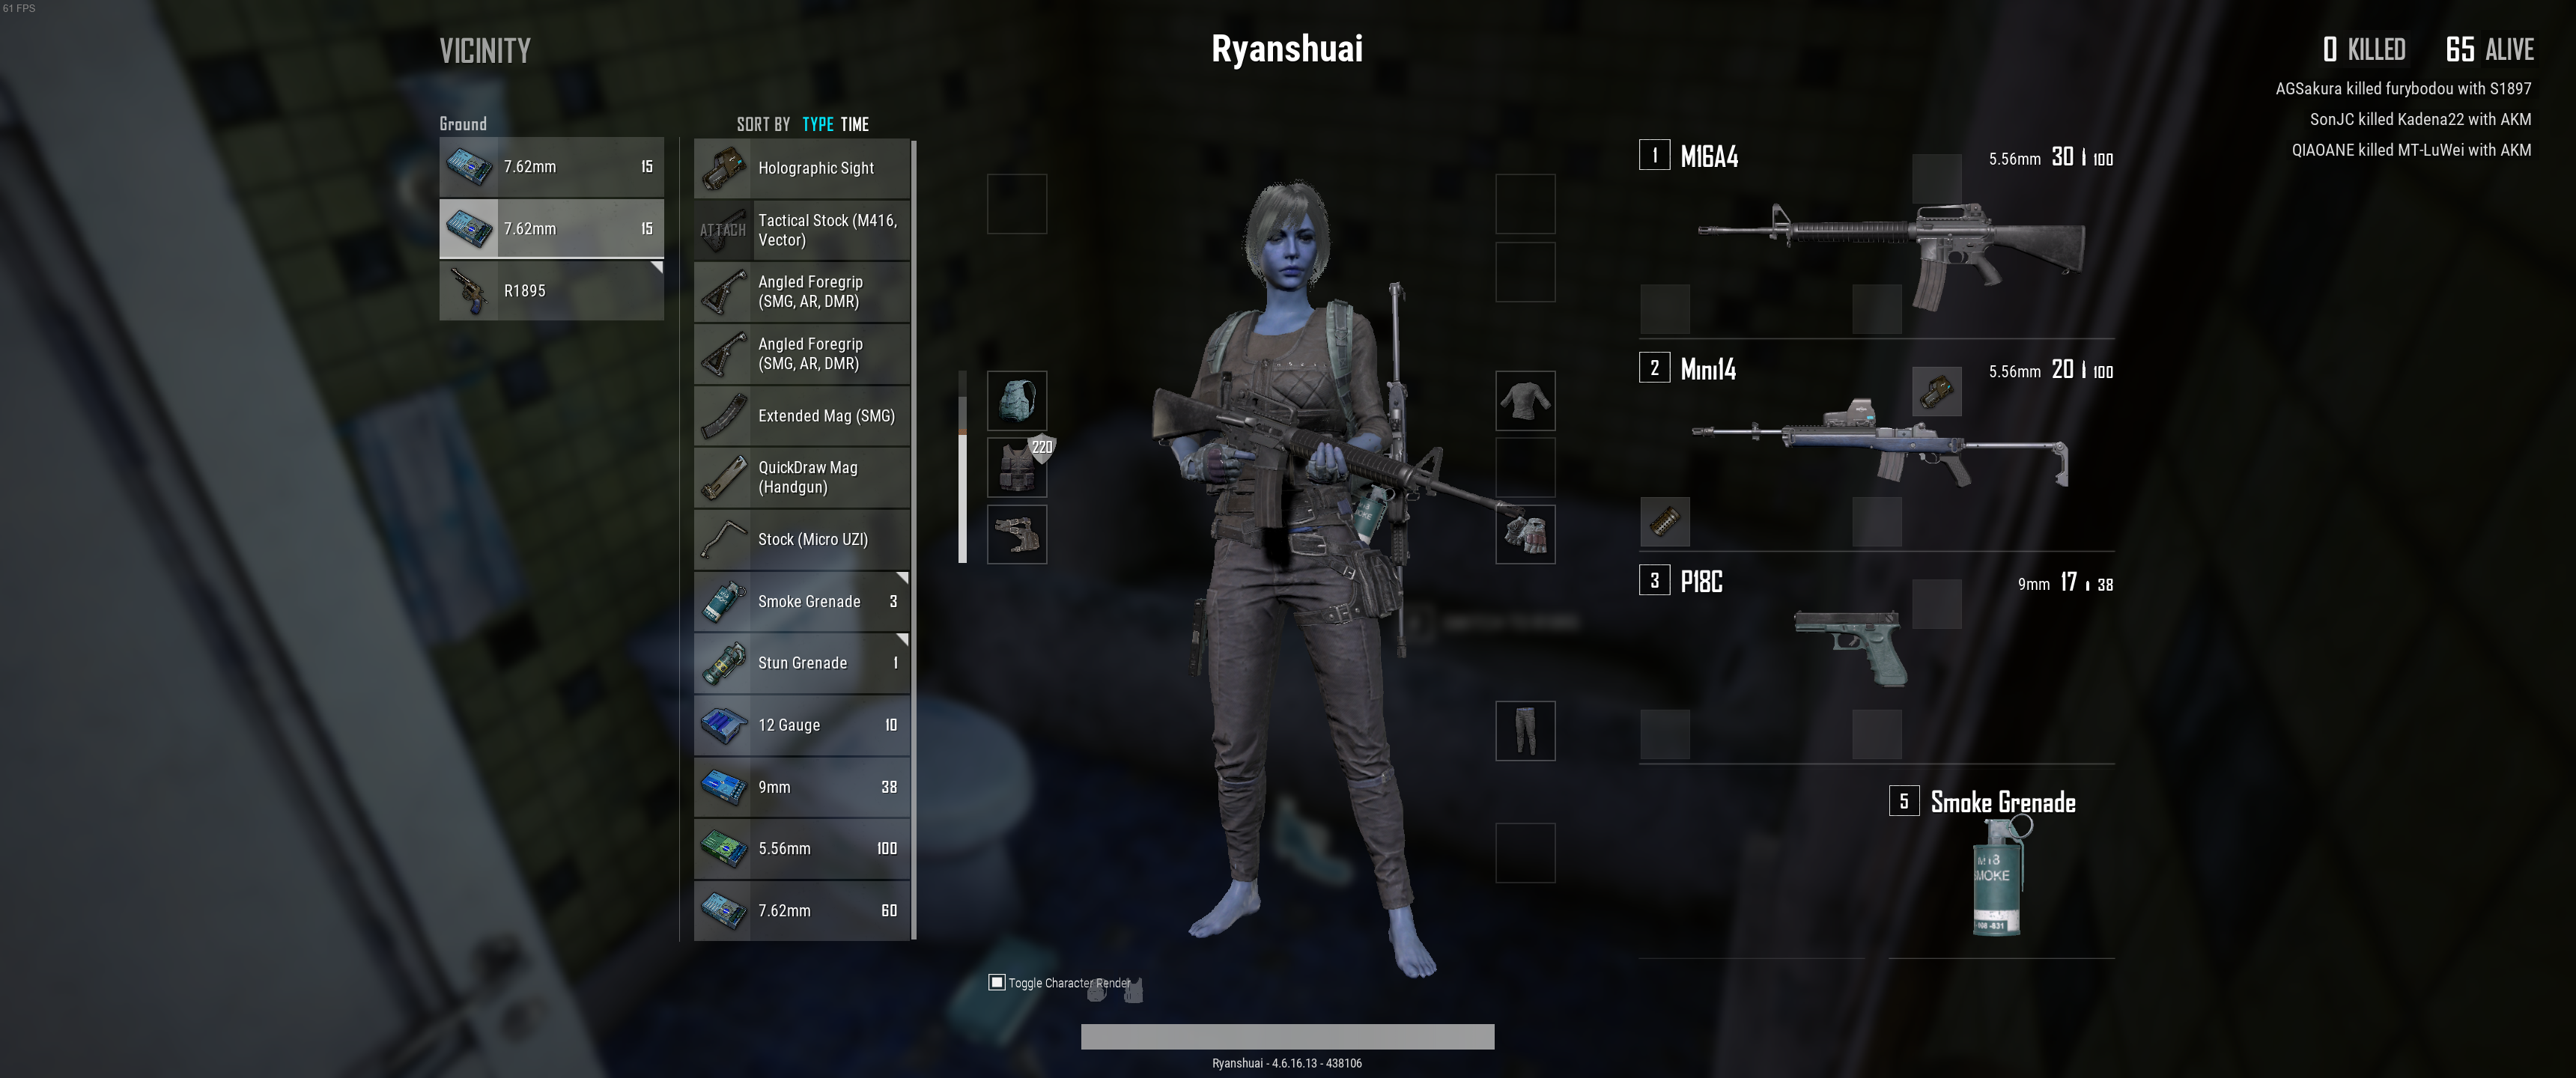 61 FPS
VICINITY
Ryanshuai
0 KILLED 65 ALIVE
AGSakura killed furybodou with S1897
SonJC killed Kadena22 with AKM
QIAOANE killed MT-LuWei with AKM
Ground
7.62mm 15
7.62mm 15
R1895
SORT BY TYPE TIME
Holographic Sight
ATTACH
Tactical Stock (M416,
Vector)
Angled Foregrip
(SMG, AR, DMR)
Angled Foregrip
(SMG, AR, DMR)
Extended Mag (SMG)
QuickDraw Mag
(Handgun)
Stock (Micro UZI)
Smoke Grenade 3
Stun Grenade 1
12 Gauge 10
9mm 38
5.56mm 100
7.62mm 60
220
1 M16A4 5.56mm 30 100
2 Mini14 5.56mm 20 100
3 P18C 9mm 17 38
5 Smoke Grenade
M18
SMOKE
Toggle Character Render
Ryanshuai - 4.6.16.13 - 438106